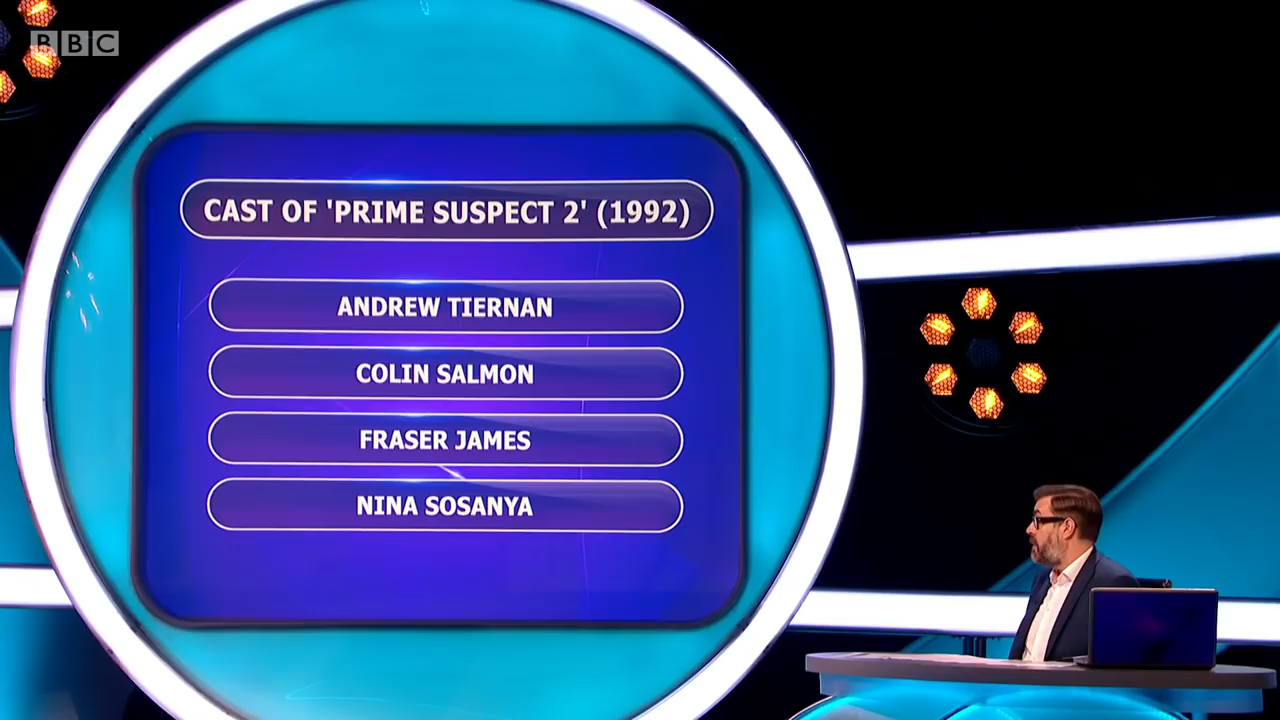 BBC
CAST OF 'PRIME SUSPECT 2' (1992)
ANDREW TIERNAN
COLIN SALMON
FRASER JAMES
NINA SOSANYA